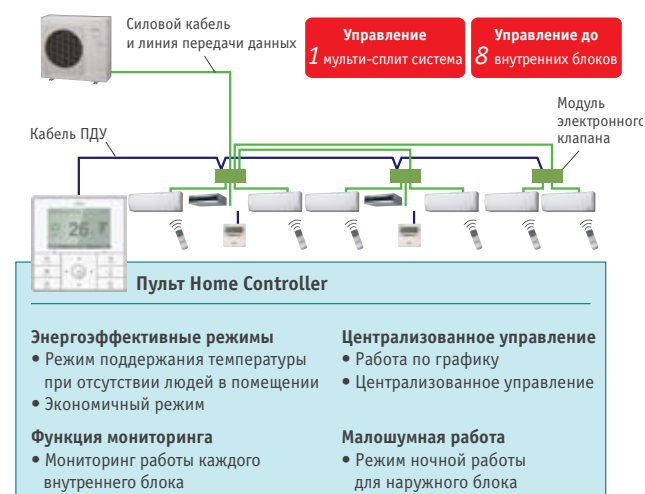 Силовой кабель
и линия передачи данных
Управление
1 мульти-сплит система
Управление до
8 внутренних блоков
Модуль
электронного
клапана
Кабель ПДУ
26
Пульт Home Controller
Энергоэффективные режимы
• Режим поддержания температуры
при отсутствии людей в помещении
• Экономичный режим
Централизованное управление
• Работа по графику
• Централизованное управление
Функция мониторинга
• Мониторинг работы каждого
внутреннего блока
Малошумная работа
• Режим ночной работы
для наружного блока